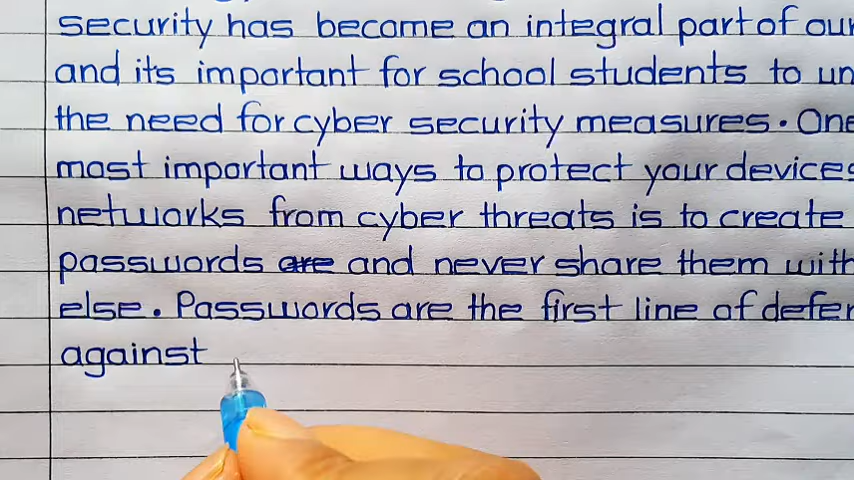 security has become an integral part of our
and its important for school students to un
the need for cyber security measures. One
most important ways to protect your devices
networks from cyber threats is to create
passwords are and never share them with
else. Passwords are the first line of defen
against